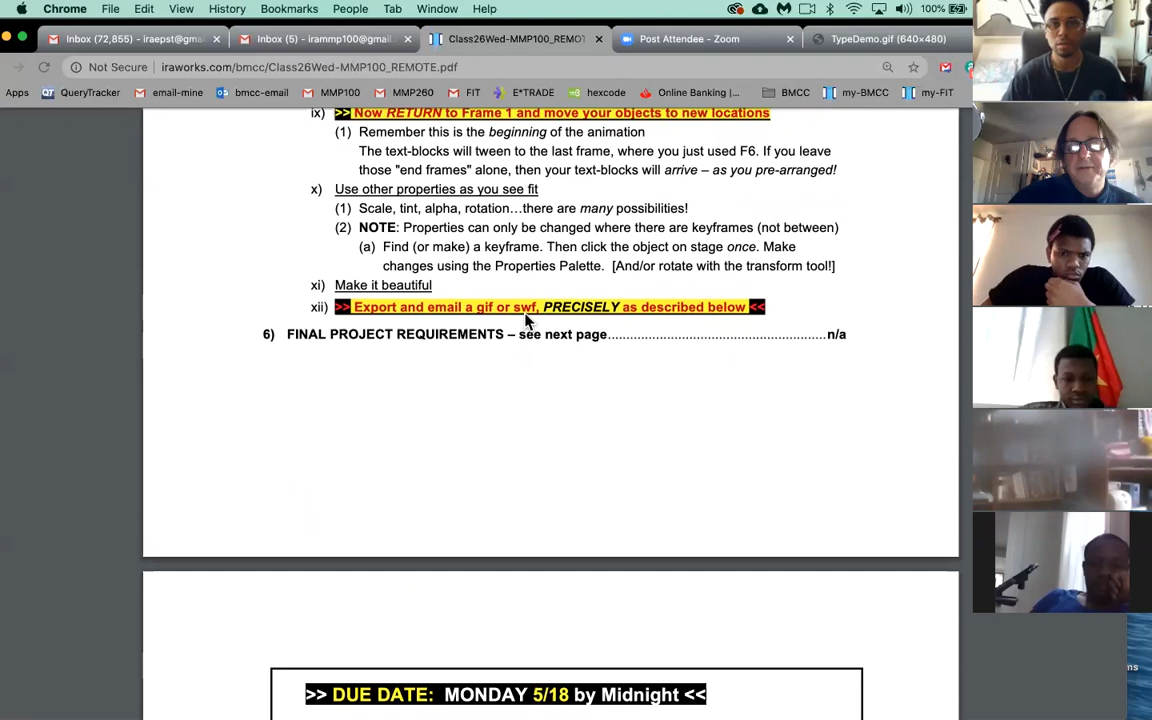 Chrome File Edit View History Bookmarks People Tab Window Help 100%
Inbox (72,855) - iraepst@gma Inbox (5) - irammp100@gmail. Class26Wed-MMP100_REMOT Post Attendee - Zoom TypeDemo.gif (640×480)
Not Secure iraworks.com/bmcc/Class26Wed-MMP100_REMOTE.pdf
Apps QueryTracker email-mine bmcc-email MMP100 MMP260 FIT E*TRADE hexcode Online Banking |... BMCC my-BMCC my-FIT
ix) >> Now RETURN to Frame 1 and move your objects to new locations
(1) Remember this is the beginning of the animation
The text-blocks will tween to the last frame, where you just used F6. If you leave
those "end frames" alone, then your text-blocks will arrive – as you pre-arranged!
x) Use other properties as you see fit
(1) Scale, tint, alpha, rotation…there are many possibilities!
(2) NOTE: Properties can only be changed where there are keyframes (not between)
(a) Find (or make) a keyframe. Then click the object on stage once. Make
changes using the Properties Palette. [And/or rotate with the transform tool!]
xi) Make it beautiful
xii) >> Export and email a gif or swf, PRECISELY as described below <<
6) FINAL PROJECT REQUIREMENTS – see next page..........................................................n/a
>> DUE DATE: MONDAY 5/18 by Midnight <<
ms